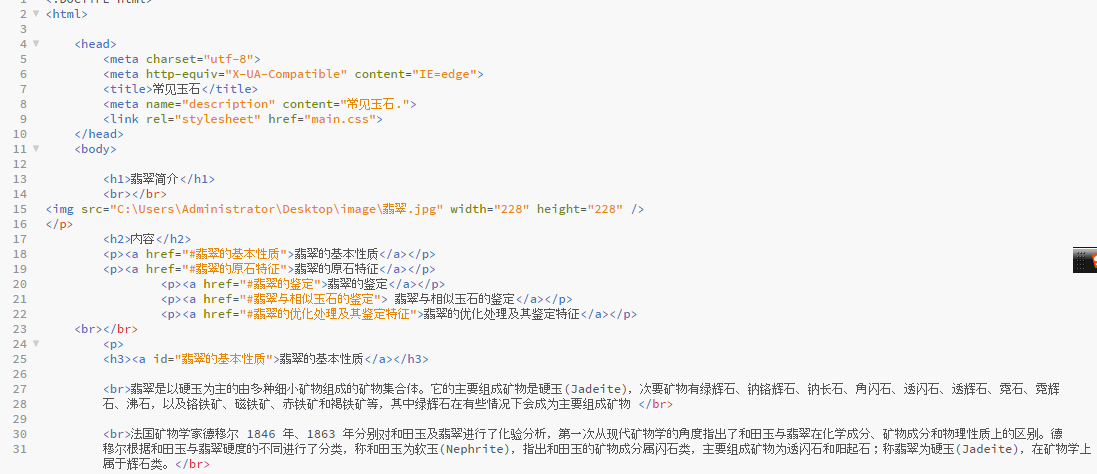 1 <!DOCTYPE html>
2 <html>
3
4 <head>
5 <meta charset="utf-8">
6 <meta http-equiv="X-UA-Compatible" content="IE=edge">
7 <title>常见玉石</title>
8 <meta name="description" content="常见玉石.">
9 <link rel="stylesheet" href="main.css">
10 </head>
11 <body>
12
13 <h1>翡翠简介</h1>
14 <br></br>
15 <img src="C:\Users\Administrator\Desktop\image\翡翠.jpg" width="228" height="228" />
16 </p>
17 <h2>内容</h2>
18 <p><a href="#翡翠的基本性质">翡翠的基本性质</a></p>
19 <p><a href="#翡翠的原石特征">翡翠的原石特征</a></p>
20 <p><a href="#翡翠的鉴定">翡翠的鉴定</a></p>
21 <p><a href="#翡翠与相似玉石的鉴定"> 翡翠与相似玉石的鉴定</a></p>
22 <p><a href="#翡翠的优化处理及其鉴定特征">翡翠的优化处理及其鉴定特征</a></p>
23 <br></br>
24 <p>
25 <h3><a id="翡翠的基本性质">翡翠的基本性质</a></h3>
26
27 <br>翡翠是以硬玉为主的由多种细小矿物组成的矿物集合体。它的主要组成矿物是硬玉(Jadeite)，次要矿物有绿辉石、钠铬辉石、钠长石、角闪石、透闪石、透辉石、霓石、霓辉
28 石、沸石，以及铬铁矿、磁铁矿、赤铁矿和褐铁矿等，其中绿辉石在有些情况下会成为主要组成矿物 </br>
29
30 <br>法国矿物学家德穆尔 1846 年、1863 年分别对和田玉及翡翠进行了化验分析，第一次从现代矿物学的角度指出了和田玉与翡翠在化学成分、矿物成分和物理性质上的区别。德
31 穆尔根据和田玉与翡翠硬度的不同进行了分类，称和田玉为软玉(Nephrite)，指出和田玉的矿物成分属闪石类，主要组成矿物为透闪石和阳起石；称翡翠为硬玉(Jadeite)，在矿物学上
属于辉石类。</br>